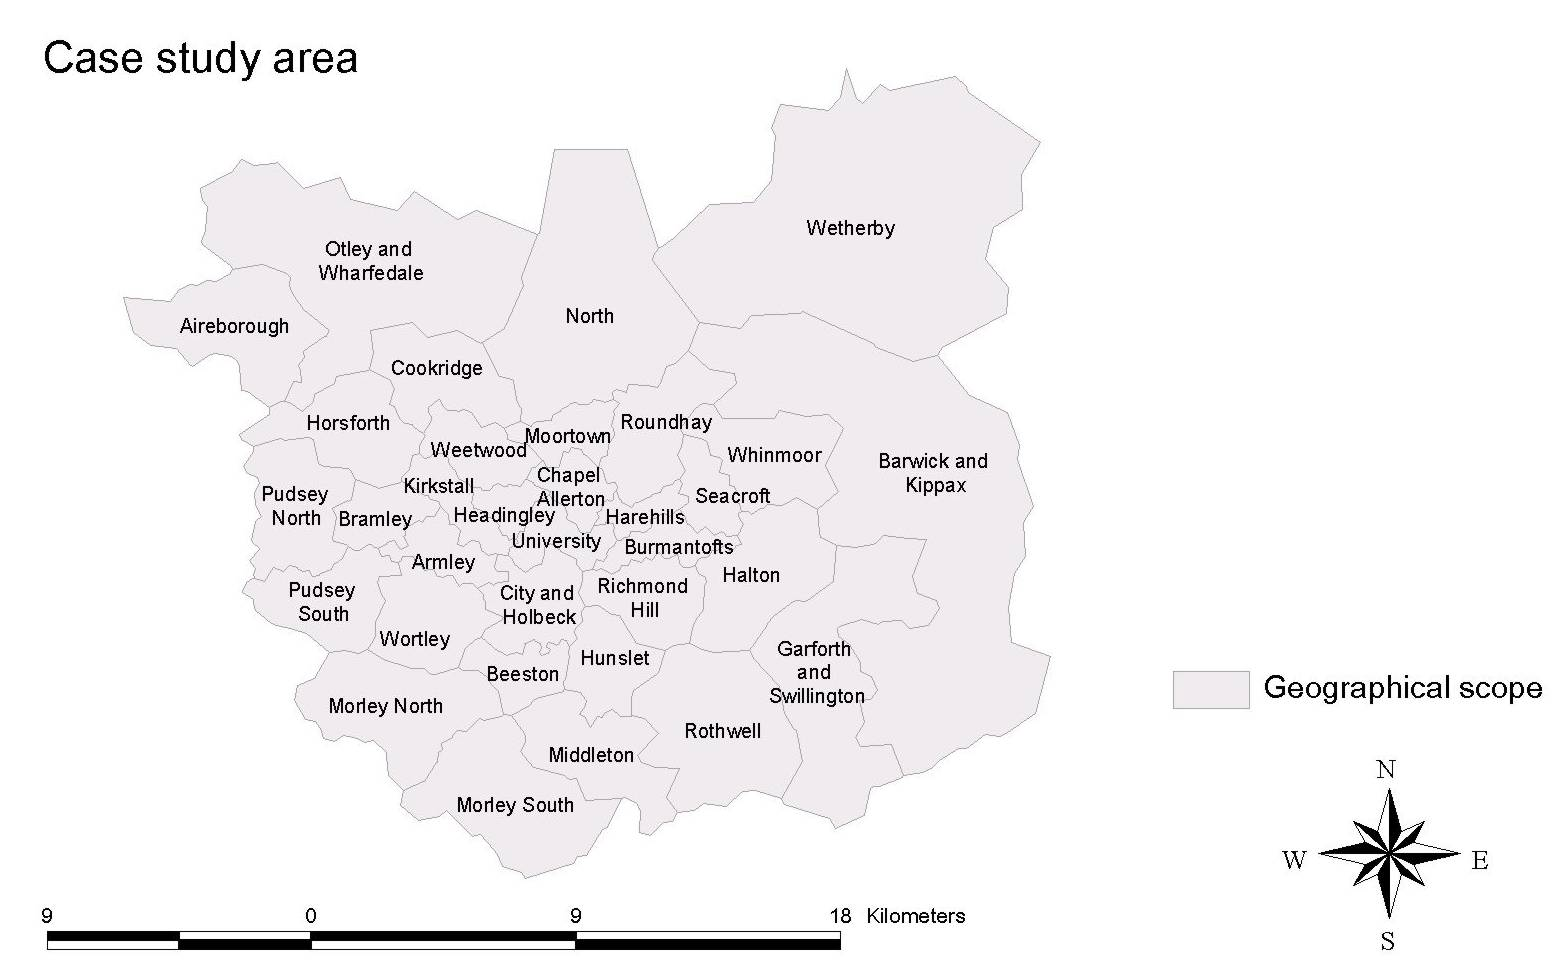 Case study area
Wetherby
Otley and
Wharfedale
North
Aireborough
Cookridge
Horsforth
Roundhay
Moortown
Weetwood
Whinmoor
Barwick and
Kippax
Chapel
Allerton
Kirkstall
Seacroft
Pudsey
North
Bramley
Headingley
Harehills
University
Burmantofts
Armley
Halton
Pudsey
South
City and
Holbeck
Richmond
Hill
Wortley
Garforth
and
Swillington
Hunslet
Beeston
Morley North
Rothwell
Middleton
Morley South
Geographical scope
N
W
E
S
9 0 9 18 Kilometers